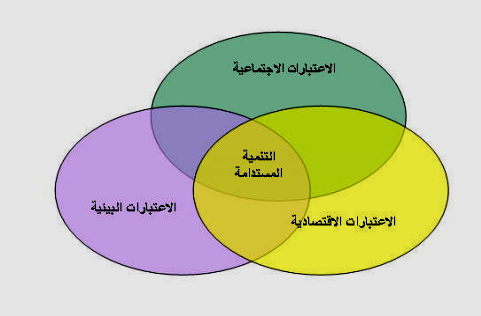 الاعتبارات الاجتماعية
التنمية
المستدامة
الاعتبارات البيئية
الاعتبارات الاقتصادية